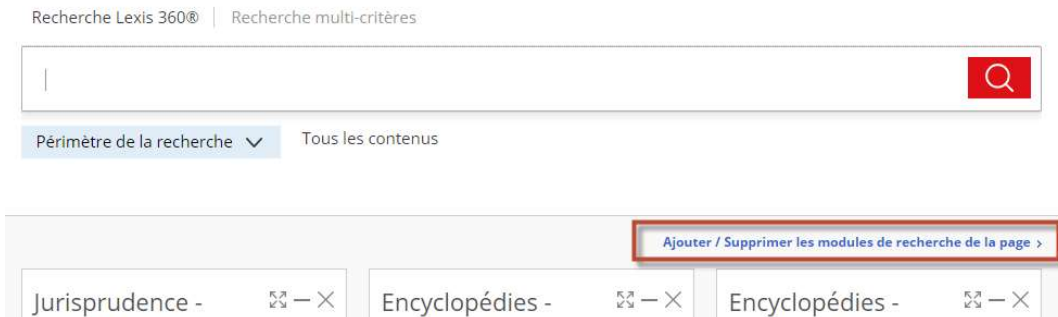 Recherche Lexis 360® Recherche multi-critères
Périmètre de la recherche Tous les contenus
Ajouter / Supprimer les modules de recherche de la page >
Jurisprudence - Encyclopédies - Encyclopédies -